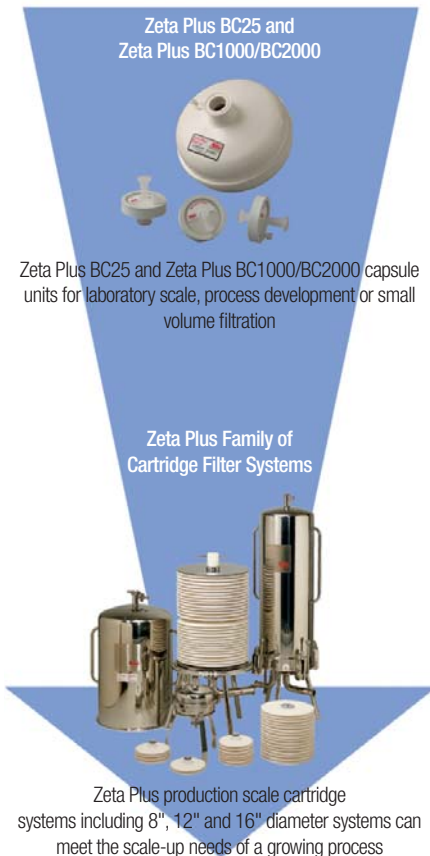 Zeta Plus BC25 and
Zeta Plus BC1000/BC2000
Zeta Plus BC25 and Zeta Plus BC1000/BC2000 capsule
units for laboratory scale, process development or small
volume filtration
Zeta Plus Family of
Cartridge Filter Systems
Zeta Plus production scale cartridge
systems including 8", 12" and 16" diameter systems can
meet the scale-up needs of a growing process